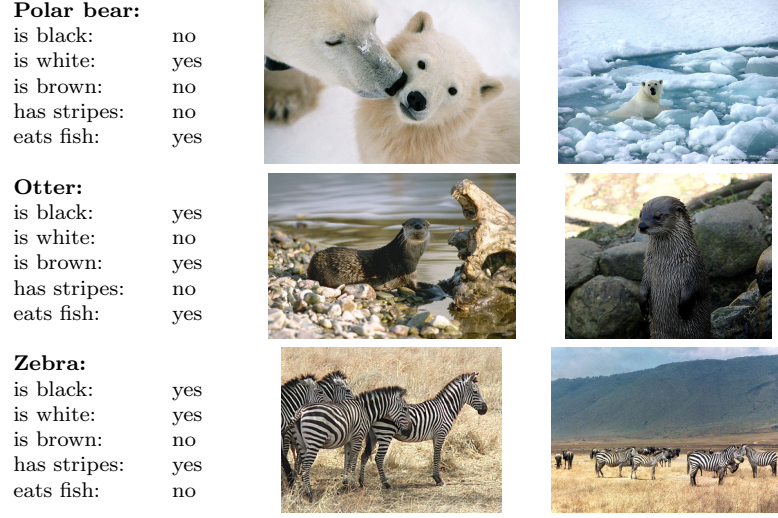 Polar bear:
is black: no
is white: yes
is brown: no
has stripes: no
eats fish: yes
Otter:
is black: yes
is white: no
is brown: yes
has stripes: no
eats fish: yes
Zebra:
is black: yes
is white: yes
is brown: no
has stripes: yes
eats fish: no